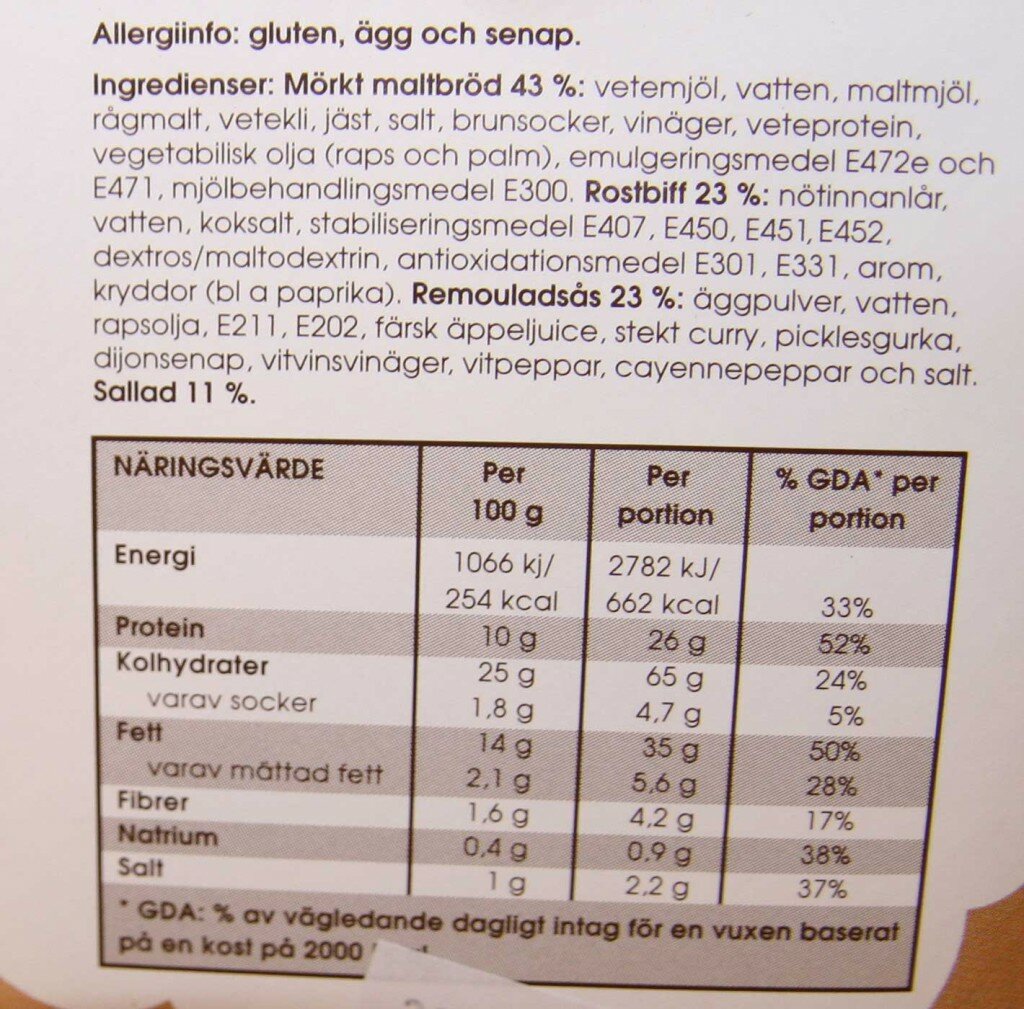 Allergiinfo: gluten, ägg och senap.
Ingredienser: Mörkt maltbröd 43 %: vetemjöl, vatten, maltmjöl,
rågmalt, vetekli, jäst, salt, brunsocker, vinäger, veteprotein,
vegetabilisk olja (raps och palm), emulgeringsmedel E472e och
E471, mjölbehandlingsmedel E300. Rostbiff 23 %: nötinnanlår,
vatten, koksalt, stabiliseringsmedel E407, E450, E451, E452,
dextros/maltodextrin, antioxidationsmedel E301, E331, arom,
kryddor (bl a paprika). Remouladsås 23 %: äggpulver, vatten,
rapsolja, E211, E202, färsk äppeljuice, stekt curry, picklesgurka,
dijonsenap, vitvinsvinäger, vitpeppar, cayennepeppar och salt.
Sallad 11 %.
NÄRINGSVÄRDE Per Per % GDA* per
100 g portion portion
Energi 1066 kj/ 2782 kJ/
254 kcal 662 kcal 33%
Protein 10 g 26 g 52%
Kolhydrater 25 g 65 g 24%
varav socker 1,8 g 4,7 g 5%
Fett 14 g 35 g 50%
varav mättad fett 2,1 g 5,6 g 28%
Fibrer 1,6 g 4,2 g 17%
Natrium 0,4 g 0,9 g 38%
Salt 1 g 2,2 g 37%
* GDA: % av vägledande dagligt intag för en vuxen baserat
på en kost på 2000